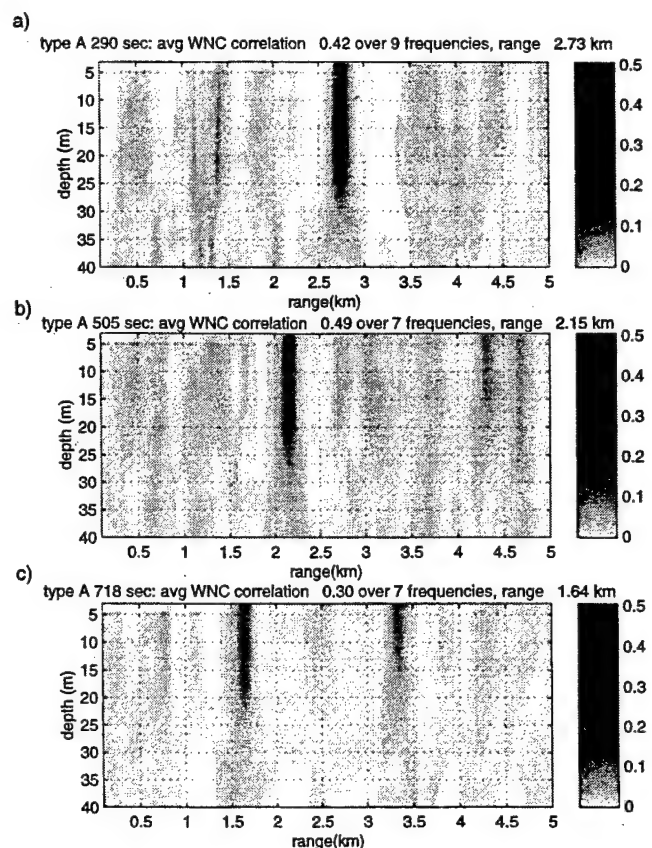 a)
type A 290 sec: avg WNC correlation 0.42 over 9 frequencies, range 2.73 km
depth (m)
5
10
15
20
25
30
35
40
0.5 1 1.5 2 2.5 3 3.5 4 4.5 5
range(km)
0.5
0.4
0.3
0.2
0.1
0
b)
type A 505 sec: avg WNC correlation 0.49 over 7 frequencies, range 2.15 km
depth (m)
5
10
15
20
25
30
35
40
0.5 1 1.5 2 2.5 3 3.5 4 4.5 5
range(km)
0.5
0.4
0.3
0.2
0.1
0
c)
type A 718 sec: avg WNC correlation 0.30 over 7 frequencies, range 1.64 km
depth (m)
5
10
15
20
25
30
35
40
0.5 1 1.5 2 2.5 3 3.5 4 4.5 5
range(km)
0.5
0.4
0.3
0.2
0.1
0